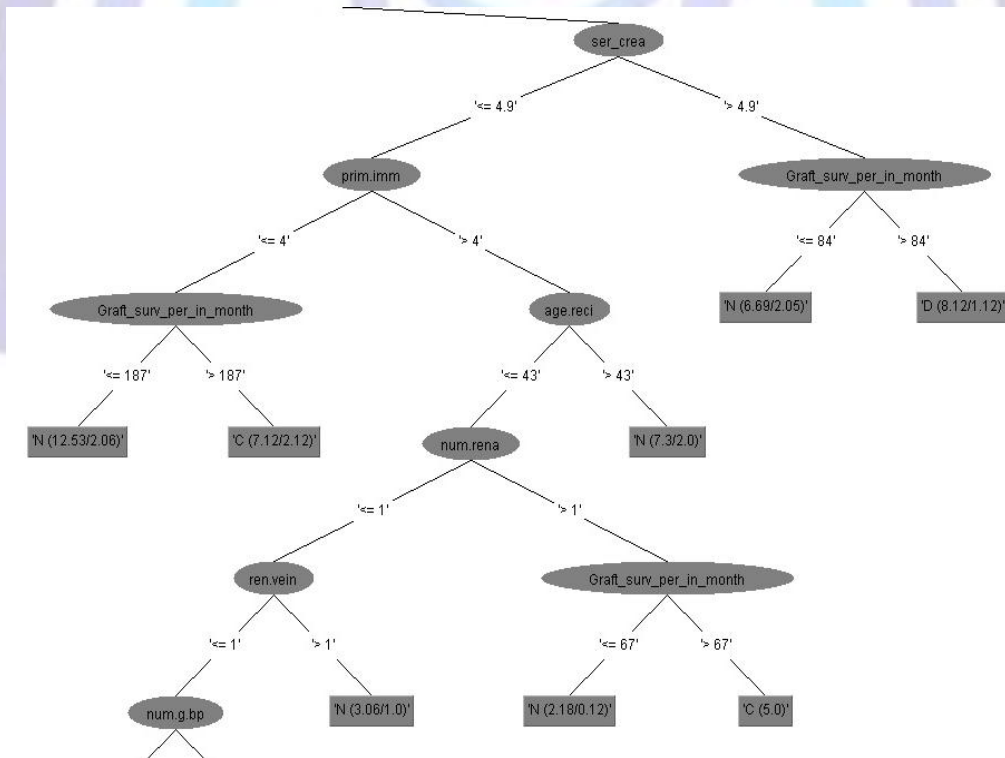 ser_crea
'<= 4.9'
'> 4.9'
prim.imm
Graft_surv_per_in_month
'<= 4'
'> 4'
'<= 84'
'> 84'
Graft_surv_per_in_month
age.reci
'N (6.69/2.05)'
'D (8.12/1.12)'
'<= 187'
'> 187'
'<= 43'
'> 43'
'N (12.53/2.06)'
'C (7.12/2.12)'
num.rena
'N (7.3/2.0)'
'<= 1'
'> 1'
ren.vein
Graft_surv_per_in_month
'<= 1'
'> 1'
'<= 67'
'> 67'
num.g.bp
'N (3.06/1.0)'
'N (2.18/0.12)'
'C (5.0)'